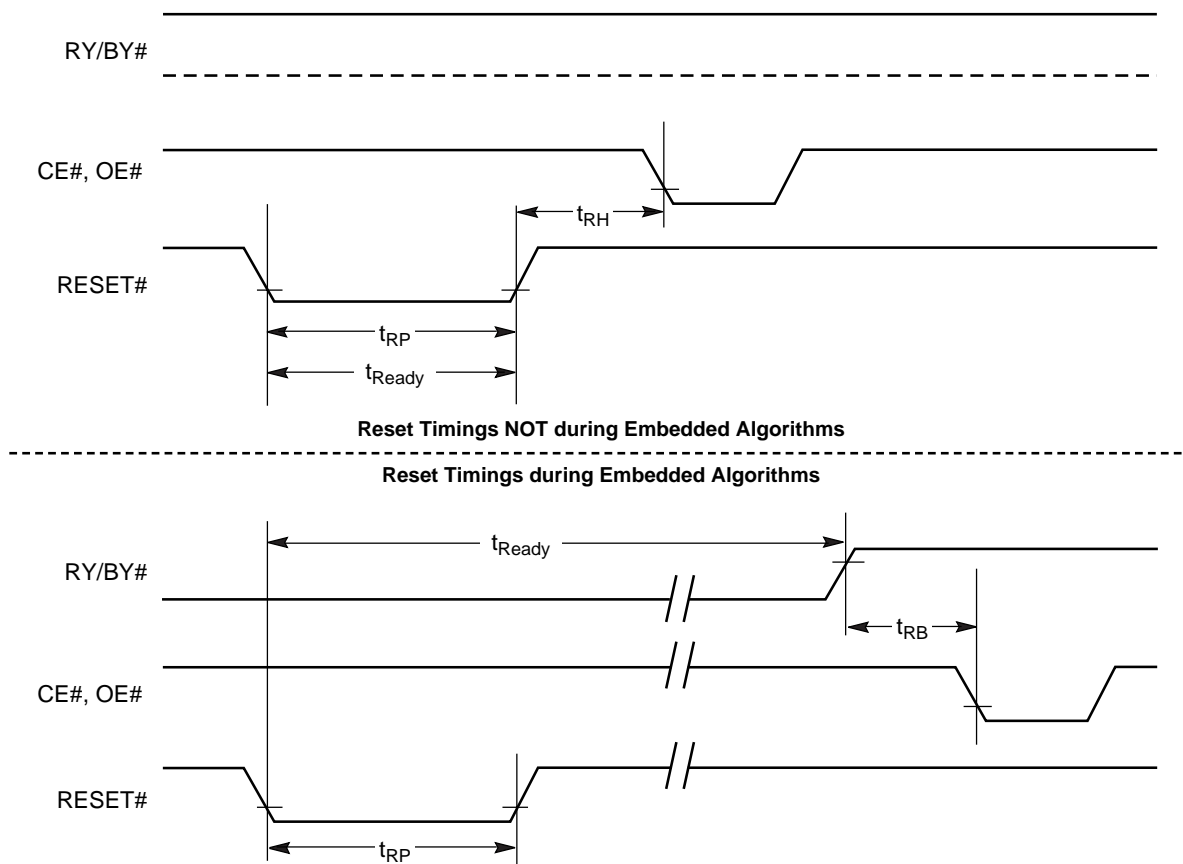 RY/BY#
CE#, OE#
tRH
RESET#
tRP
tReady
Reset Timings NOT during Embedded Algorithms
Reset Timings during Embedded Algorithms
tReady
RY/BY#
tRB
CE#, OE#
RESET#
tRP